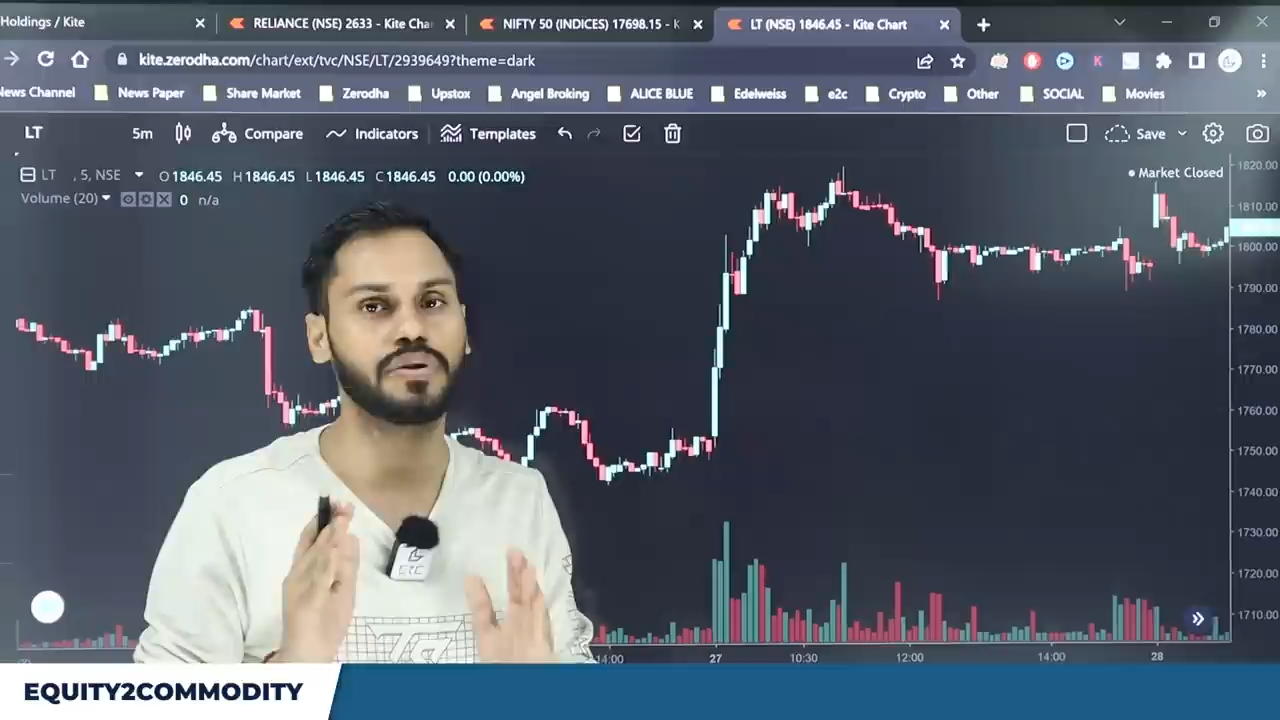 Holdings / Kite
RELIANCE (NSE) 2633 - Kite Cha
NIFTY 50 (INDICES) 17698.15 - K
LT (NSE) 1846.45 - Kite Chart
kite.zerodha.com/chart/ext/tvc/NSE/LT/2939649?theme=dark
News Channel
News Paper
Share Market
Zerodha
Upstox
Angel Broking
ALICE BLUE
Edelweiss
e2c
Crypto
Other
SOCIAL
Movies
LT
5m
Compare
Indicators
Templates
Save
LT , 5, NSE O1846.45 H1846.45 L1846.45 C1846.45 0.00 (0.00%)
Market Closed
Volume (20) 0 n/a
1820.00
1810.00
1800.00
1790.00
1780.00
1770.00
1760.00
1750.00
1740.00
1730.00
1720.00
1710.00
E2C
14:00
27
10:30
12:00
14:00
28
EQUITY2COMMODITY